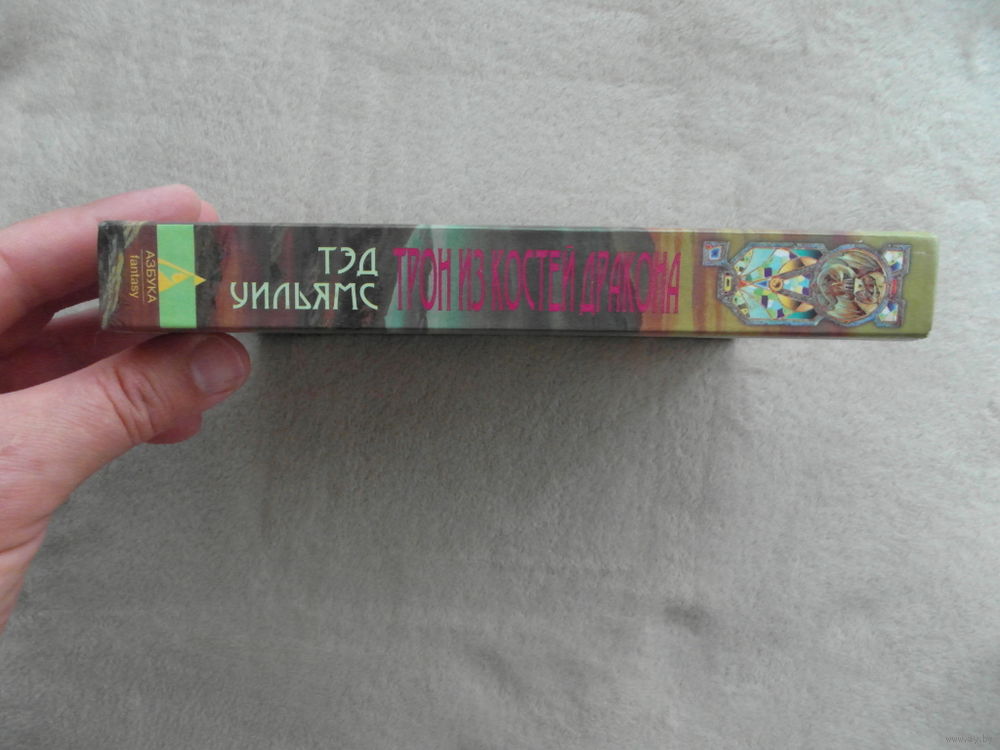 АЗБУКА
fantasy
ТЭД
УИЛЬЯМС
ТРОН ИЗ КОСТЕЙ ДРАКОНА